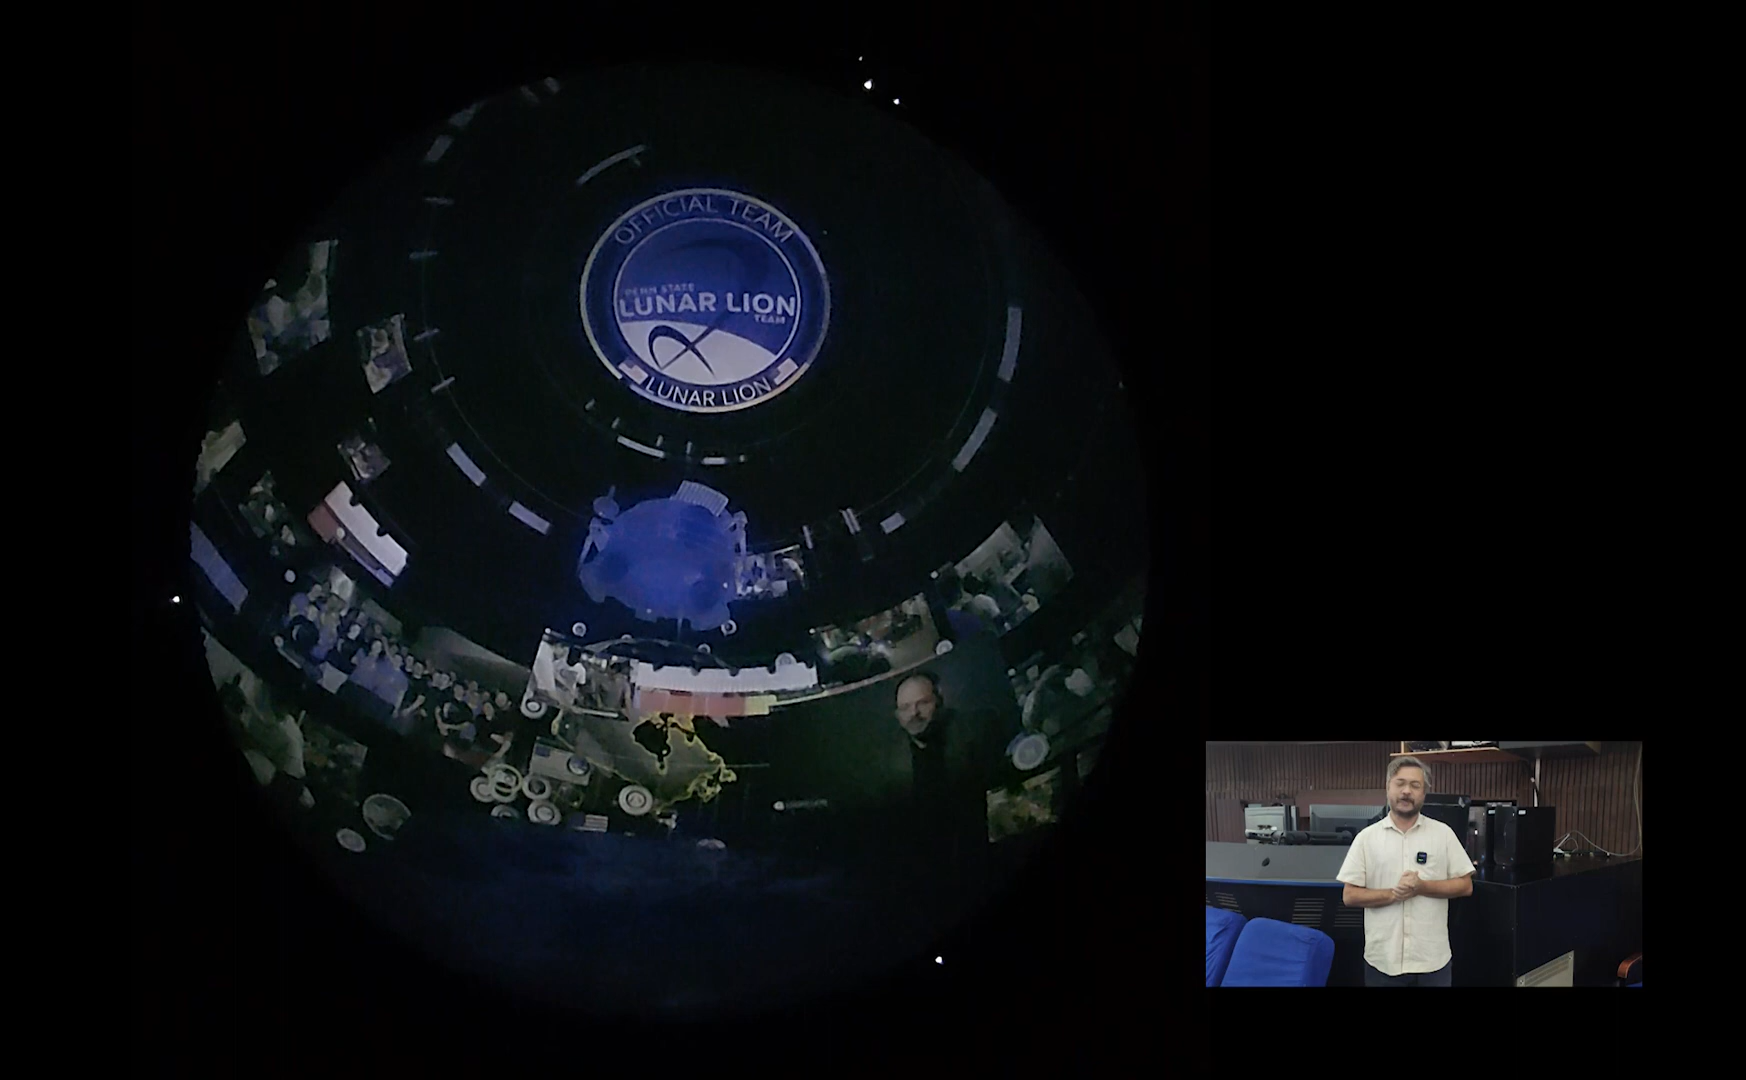 OFFICIAL TEAM
PENN STATE
LUNAR LION
TEAM
LUNAR LION